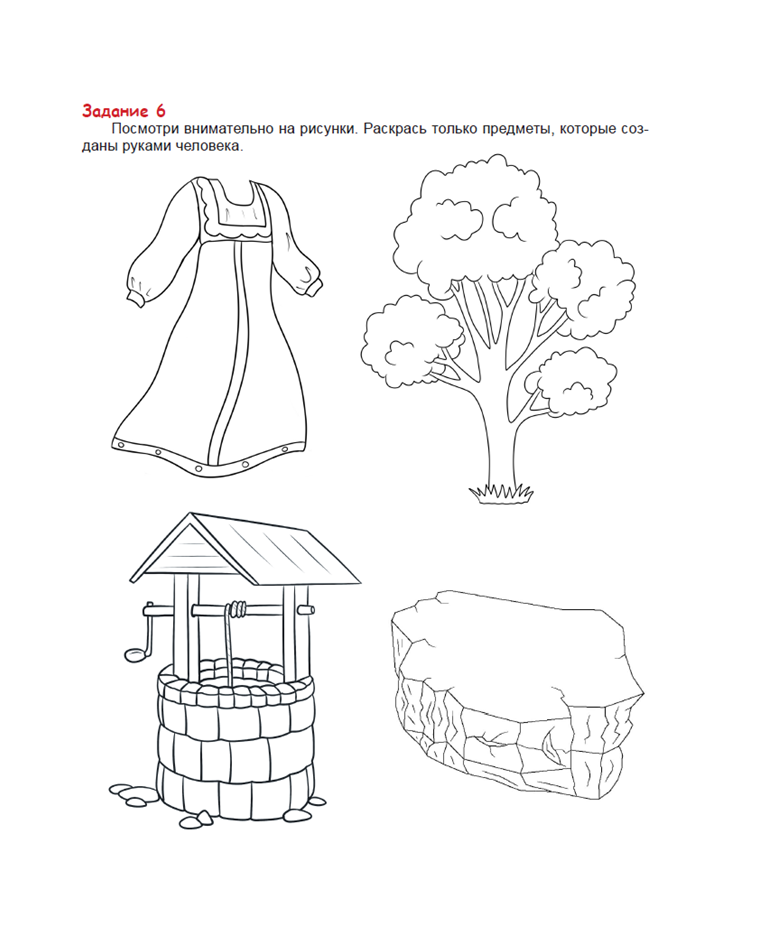 Задание 6
Посмотри внимательно на рисунки. Раскрась только предметы, которые соз-
даны руками человека.